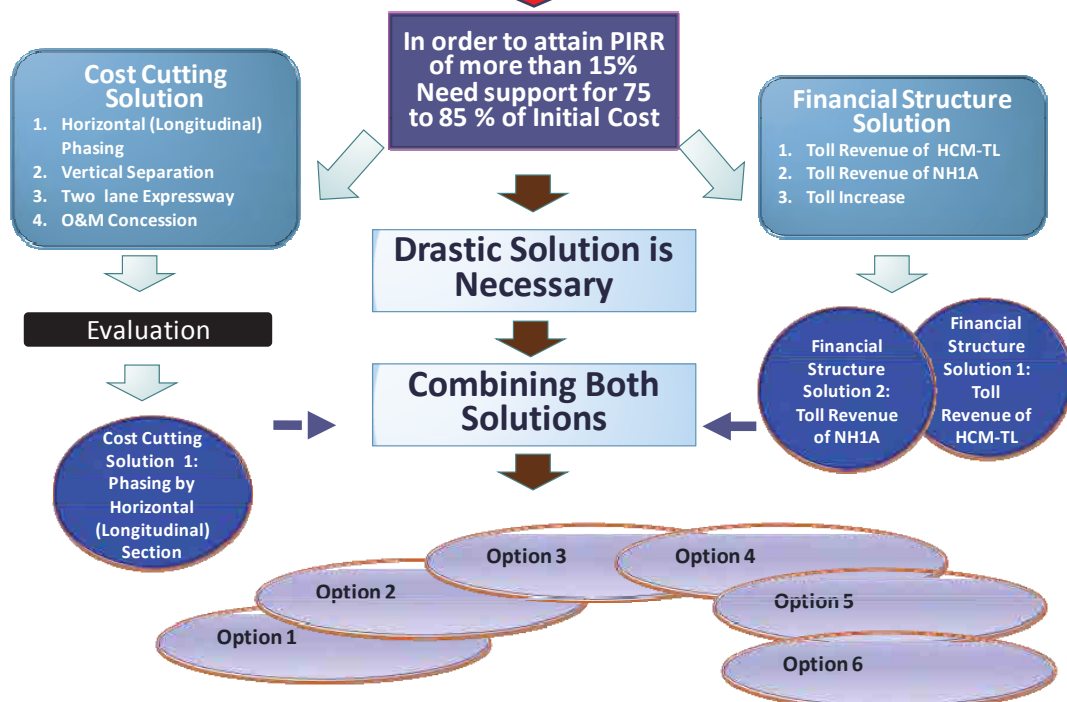 In order to attain PIRR
of more than 15%
Need support for 75
to 85 % of Initial Cost
Cost Cutting
Solution
1. Horizontal (Longitudinal)
Phasing
2. Vertical Separation
3. Two lane Expressway
4. O&M Concession
Financial Structure
Solution
1. Toll Revenue of HCM-TL
2. Toll Revenue of NH1A
3. Toll Increase
Drastic Solution is
Necessary
Evaluation
Combining Both
Solutions
Cost Cutting
Solution 1:
Phasing by
Horizontal
(Longitudinal)
Section
Financial
Structure
Solution 2:
Toll Revenue
of NH1A
Financial
Structure
Solution 1:
Toll
Revenue of
HCM-TL
Option 1
Option 2
Option 3
Option 4
Option 5
Option 6